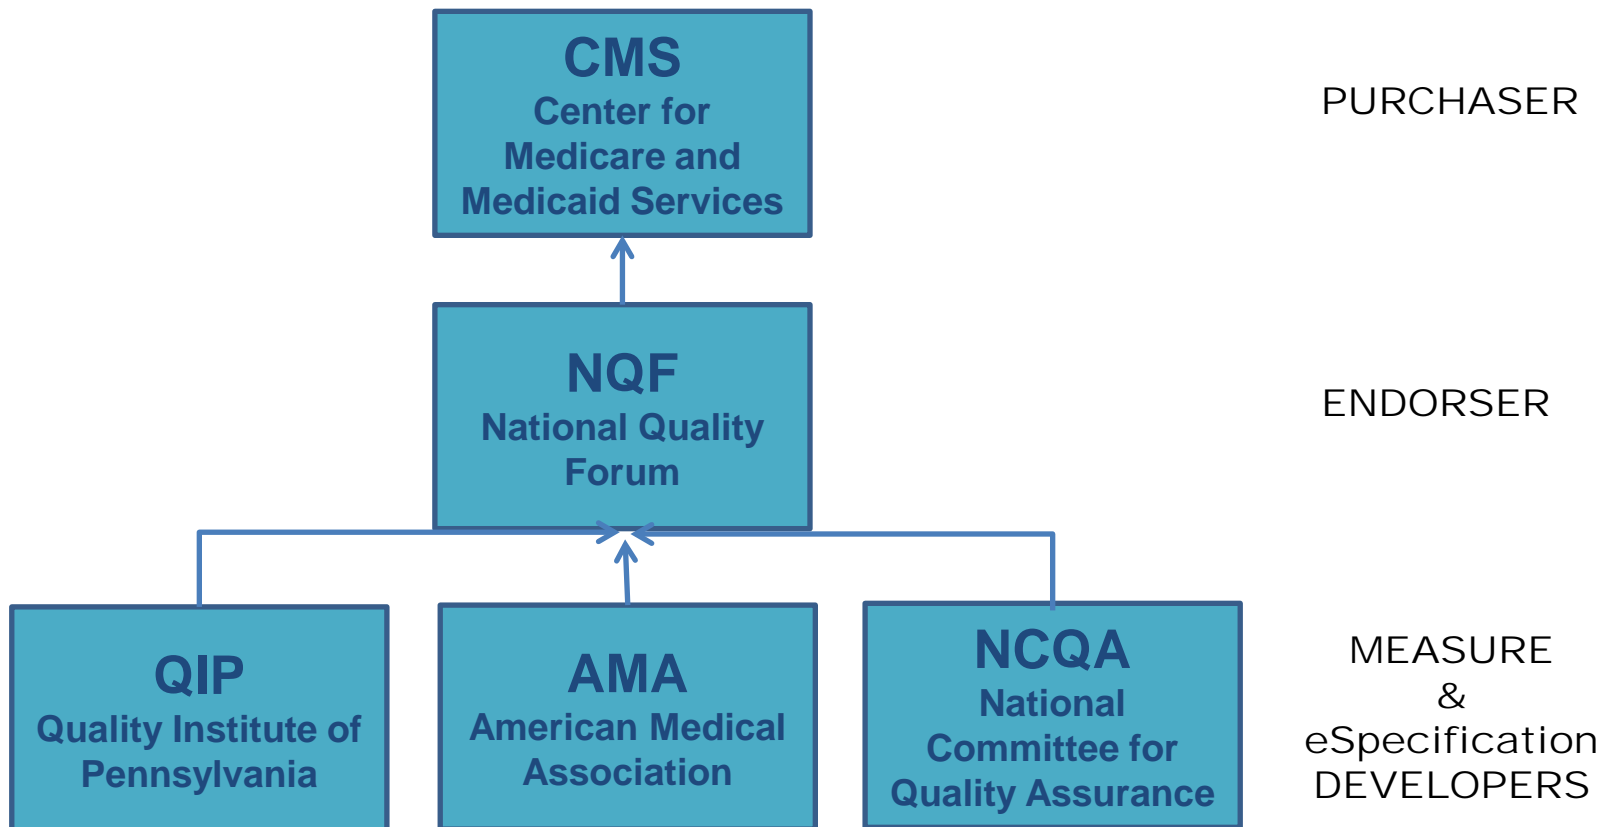 CMS
Center for
Medicare and
Medicaid Services
PURCHASER
NQF
National Quality
Forum
ENDORSER
QIP
Quality Institute of
Pennsylvania
AMA
American Medical
Association
NCQA
National
Committee for
Quality Assurance
MEASURE
&
eSpecification
DEVELOPERS